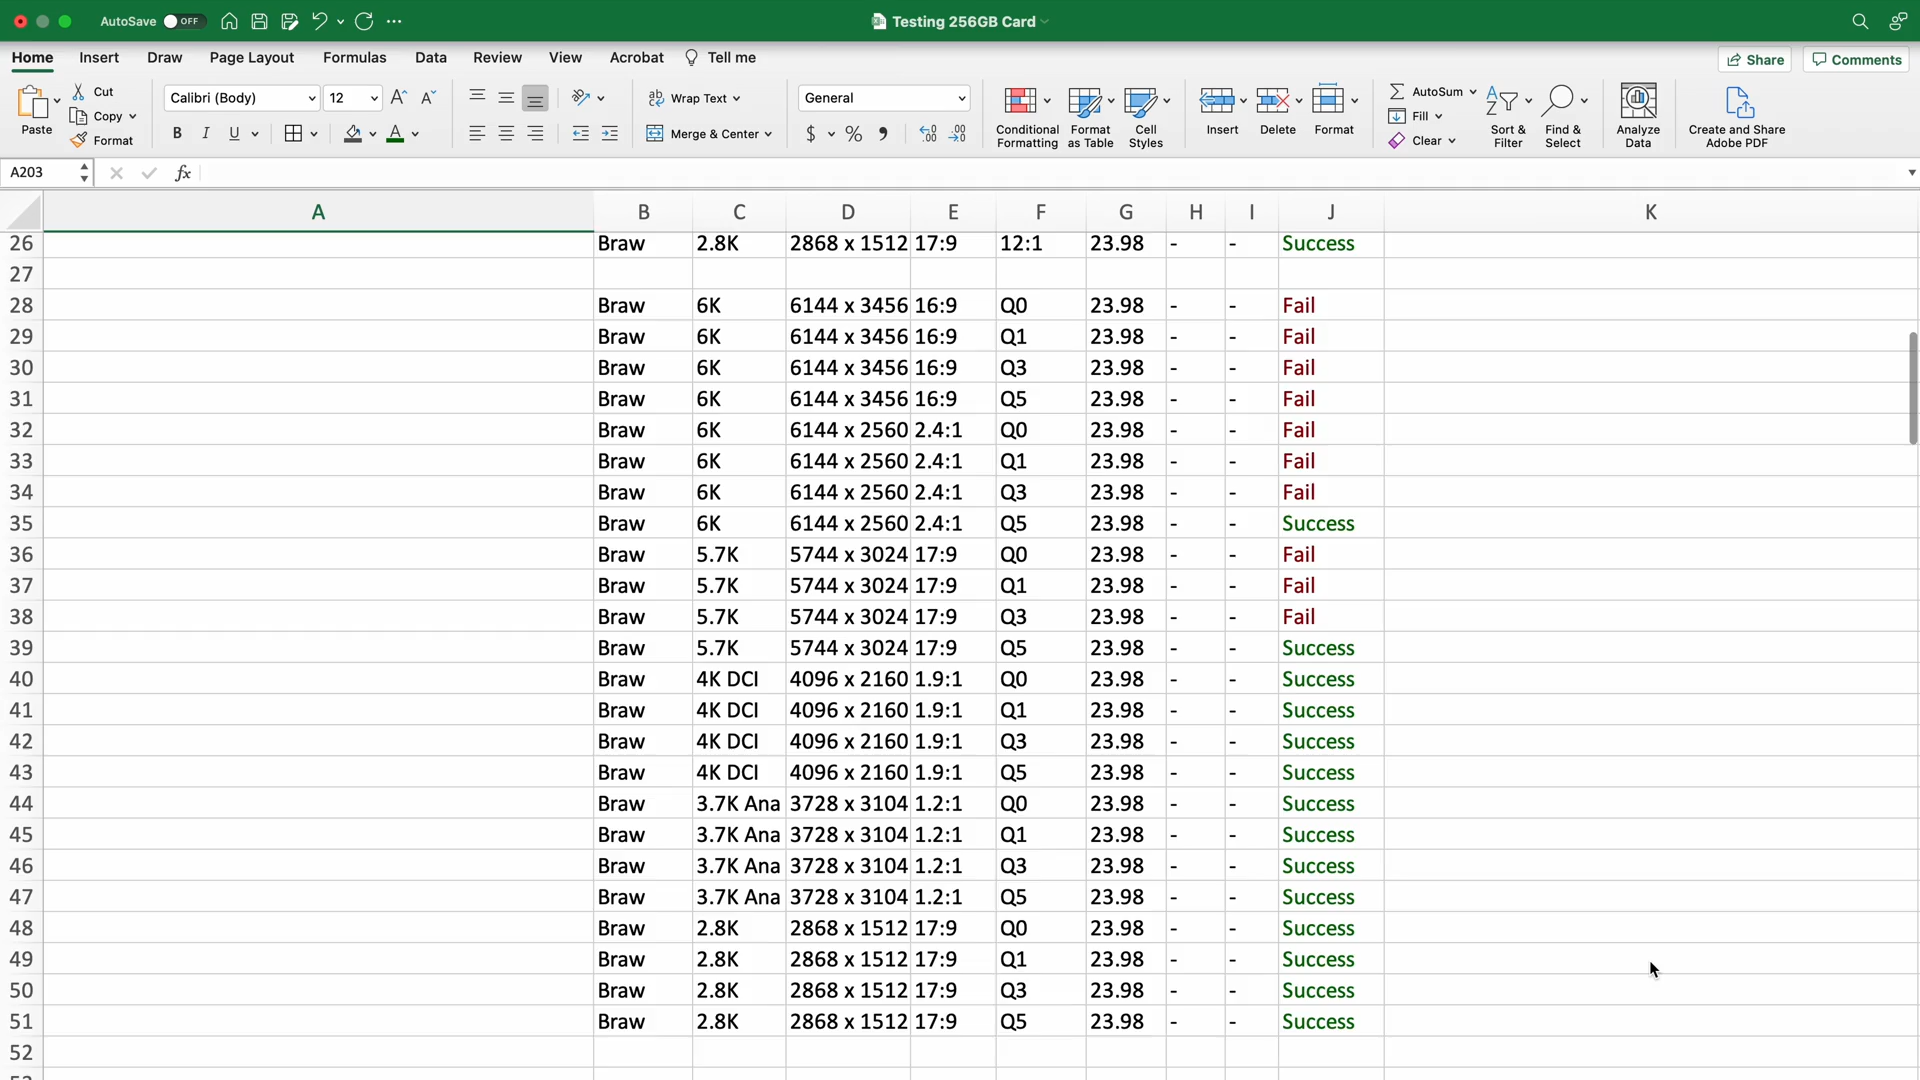 AutoSave OFF Testing 256GB Card
Home Insert Draw Page Layout Formulas Data Review View Acrobat Tell me Share Comments
Paste Cut Copy Format
Calibri (Body) 12 A^ A˅
B I U A
Wrap Text Merge & Center
General
$ % ,
Conditional Formatting Format as Table Cell Styles Insert Delete Format
AutoSum Fill Clear
Sort & Filter Find & Select Analyze Data Create and Share Adobe PDF
A203 fx
A B C D E F G H I J K
26 Braw 2.8K 2868 x 1512 17:9 12:1 23.98 - - Success
27
28 Braw 6K 6144 x 3456 16:9 Q0 23.98 - - Fail
29 Braw 6K 6144 x 3456 16:9 Q1 23.98 - - Fail
30 Braw 6K 6144 x 3456 16:9 Q3 23.98 - - Fail
31 Braw 6K 6144 x 3456 16:9 Q5 23.98 - - Fail
32 Braw 6K 6144 x 2560 2.4:1 Q0 23.98 - - Fail
33 Braw 6K 6144 x 2560 2.4:1 Q1 23.98 - - Fail
34 Braw 6K 6144 x 2560 2.4:1 Q3 23.98 - - Fail
35 Braw 6K 6144 x 2560 2.4:1 Q5 23.98 - - Success
36 Braw 5.7K 5744 x 3024 17:9 Q0 23.98 - - Fail
37 Braw 5.7K 5744 x 3024 17:9 Q1 23.98 - - Fail
38 Braw 5.7K 5744 x 3024 17:9 Q3 23.98 - - Fail
39 Braw 5.7K 5744 x 3024 17:9 Q5 23.98 - - Success
40 Braw 4K DCI 4096 x 2160 1.9:1 Q0 23.98 - - Success
41 Braw 4K DCI 4096 x 2160 1.9:1 Q1 23.98 - - Success
42 Braw 4K DCI 4096 x 2160 1.9:1 Q3 23.98 - - Success
43 Braw 4K DCI 4096 x 2160 1.9:1 Q5 23.98 - - Success
44 Braw 3.7K Ana 3728 x 3104 1.2:1 Q0 23.98 - - Success
45 Braw 3.7K Ana 3728 x 3104 1.2:1 Q1 23.98 - - Success
46 Braw 3.7K Ana 3728 x 3104 1.2:1 Q3 23.98 - - Success
47 Braw 3.7K Ana 3728 x 3104 1.2:1 Q5 23.98 - - Success
48 Braw 2.8K 2868 x 1512 17:9 Q0 23.98 - - Success
49 Braw 2.8K 2868 x 1512 17:9 Q1 23.98 - - Success
50 Braw 2.8K 2868 x 1512 17:9 Q3 23.98 - - Success
51 Braw 2.8K 2868 x 1512 17:9 Q5 23.98 - - Success
52